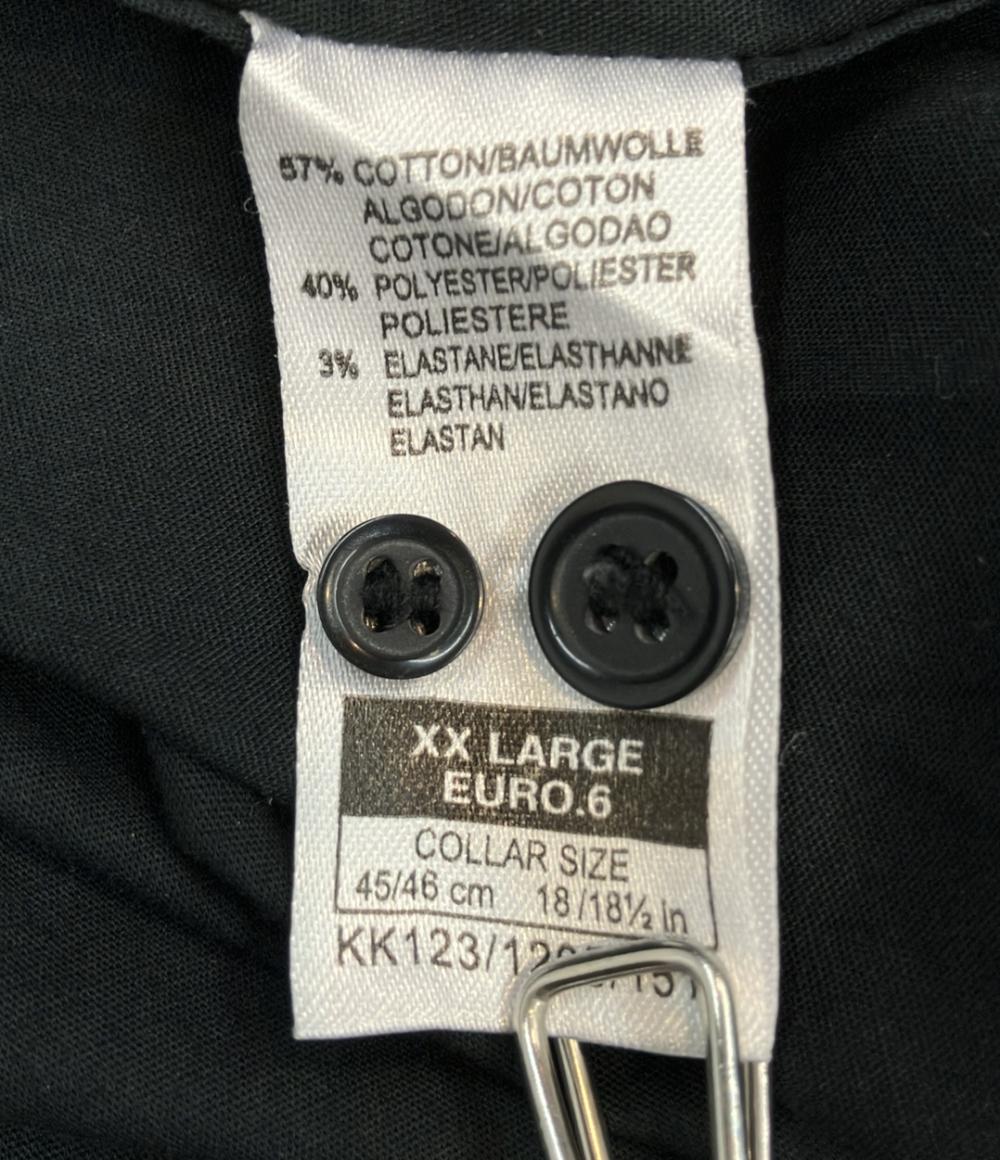 57% COTTON/BAUMWOLLE
ALGODON/COTON
COTONE/ALGODAO
40% POLYESTER/POLIESTER
POLIESTERE
3% ELASTANE/ELASTHANNE
ELASTHAN/ELASTANO
ELASTAN
XX LARGE
EURO.6
COLLAR SIZE
45/46 cm 18/18½ in